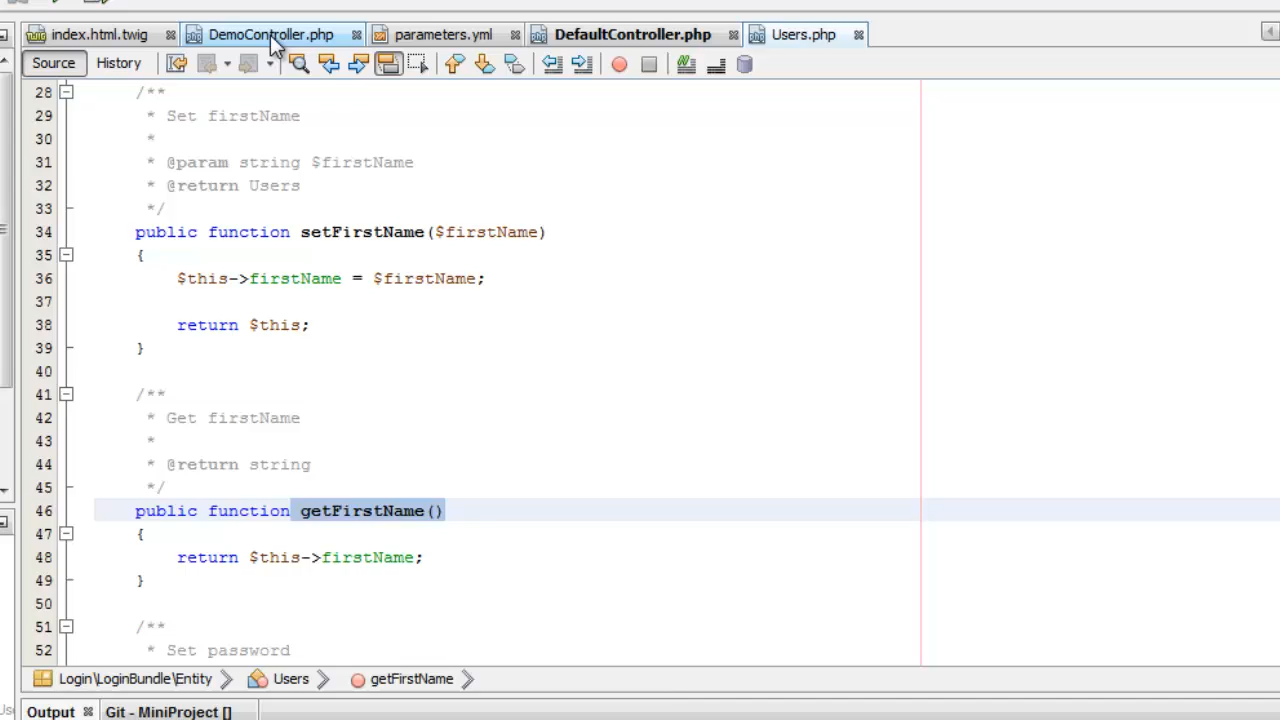 index.html.twig DemoController.php parameters.yml DefaultController.php Users.php
Source History
28 /**
29 * Set firstName
30 *
31 * @param string $firstName
32 * @return Users
33 */
34 public function setFirstName($firstName)
35 {
36 $this->firstName = $firstName;
37
38 return $this;
39 }
40
41 /**
42 * Get firstName
43 *
44 * @return string
45 */
46 public function getFirstName()
47 {
48 return $this->firstName;
49 }
50
51 /**
52 * Set password
Login\LoginBundle\Entity Users getFirstName
Output Git - MiniProject []